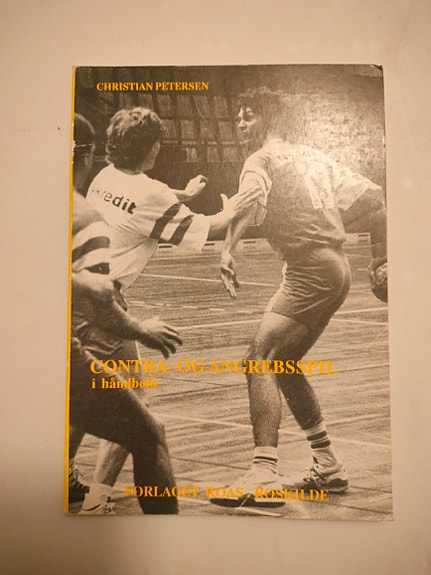 CHRISTIAN PETERSEN
edit
CONTRA- OG ANGREBSSPIL
i håndbold
FORLAGET ROAS - ROSKILDE